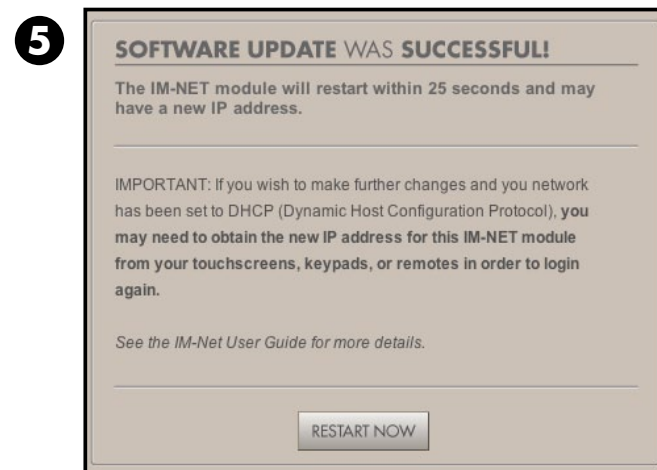 5
SOFTWARE UPDATE WAS SUCCESSFUL!
The IM-NET module will restart within 25 seconds and may
have a new IP address.
IMPORTANT: If you wish to make further changes and you network
has been set to DHCP (Dynamic Host Configuration Protocol), you
may need to obtain the new IP address for this IM-NET module
from your touchscreens, keypads, or remotes in order to login
again.
See the IM-Net User Guide for more details.
RESTART NOW